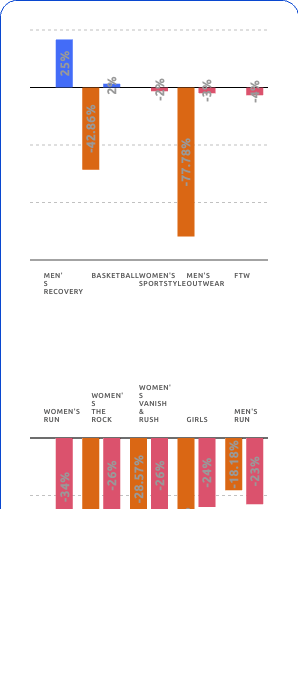 25%
-42.86%
2%
-2%
-77.78%
-3%
-4%
MEN'
S
RECOVERY
BASKETBALL
WOMEN'S
SPORTSTYLE
MEN'S
OUTWEAR
FTW
WOMEN'S
RUN
WOMEN'
S
THE
ROCK
WOMEN'
S
VANISH
&
RUSH
GIRLS
MEN'S
RUN
-34%
-26%
-28.57%
-26%
-24%
-18.18%
-23%